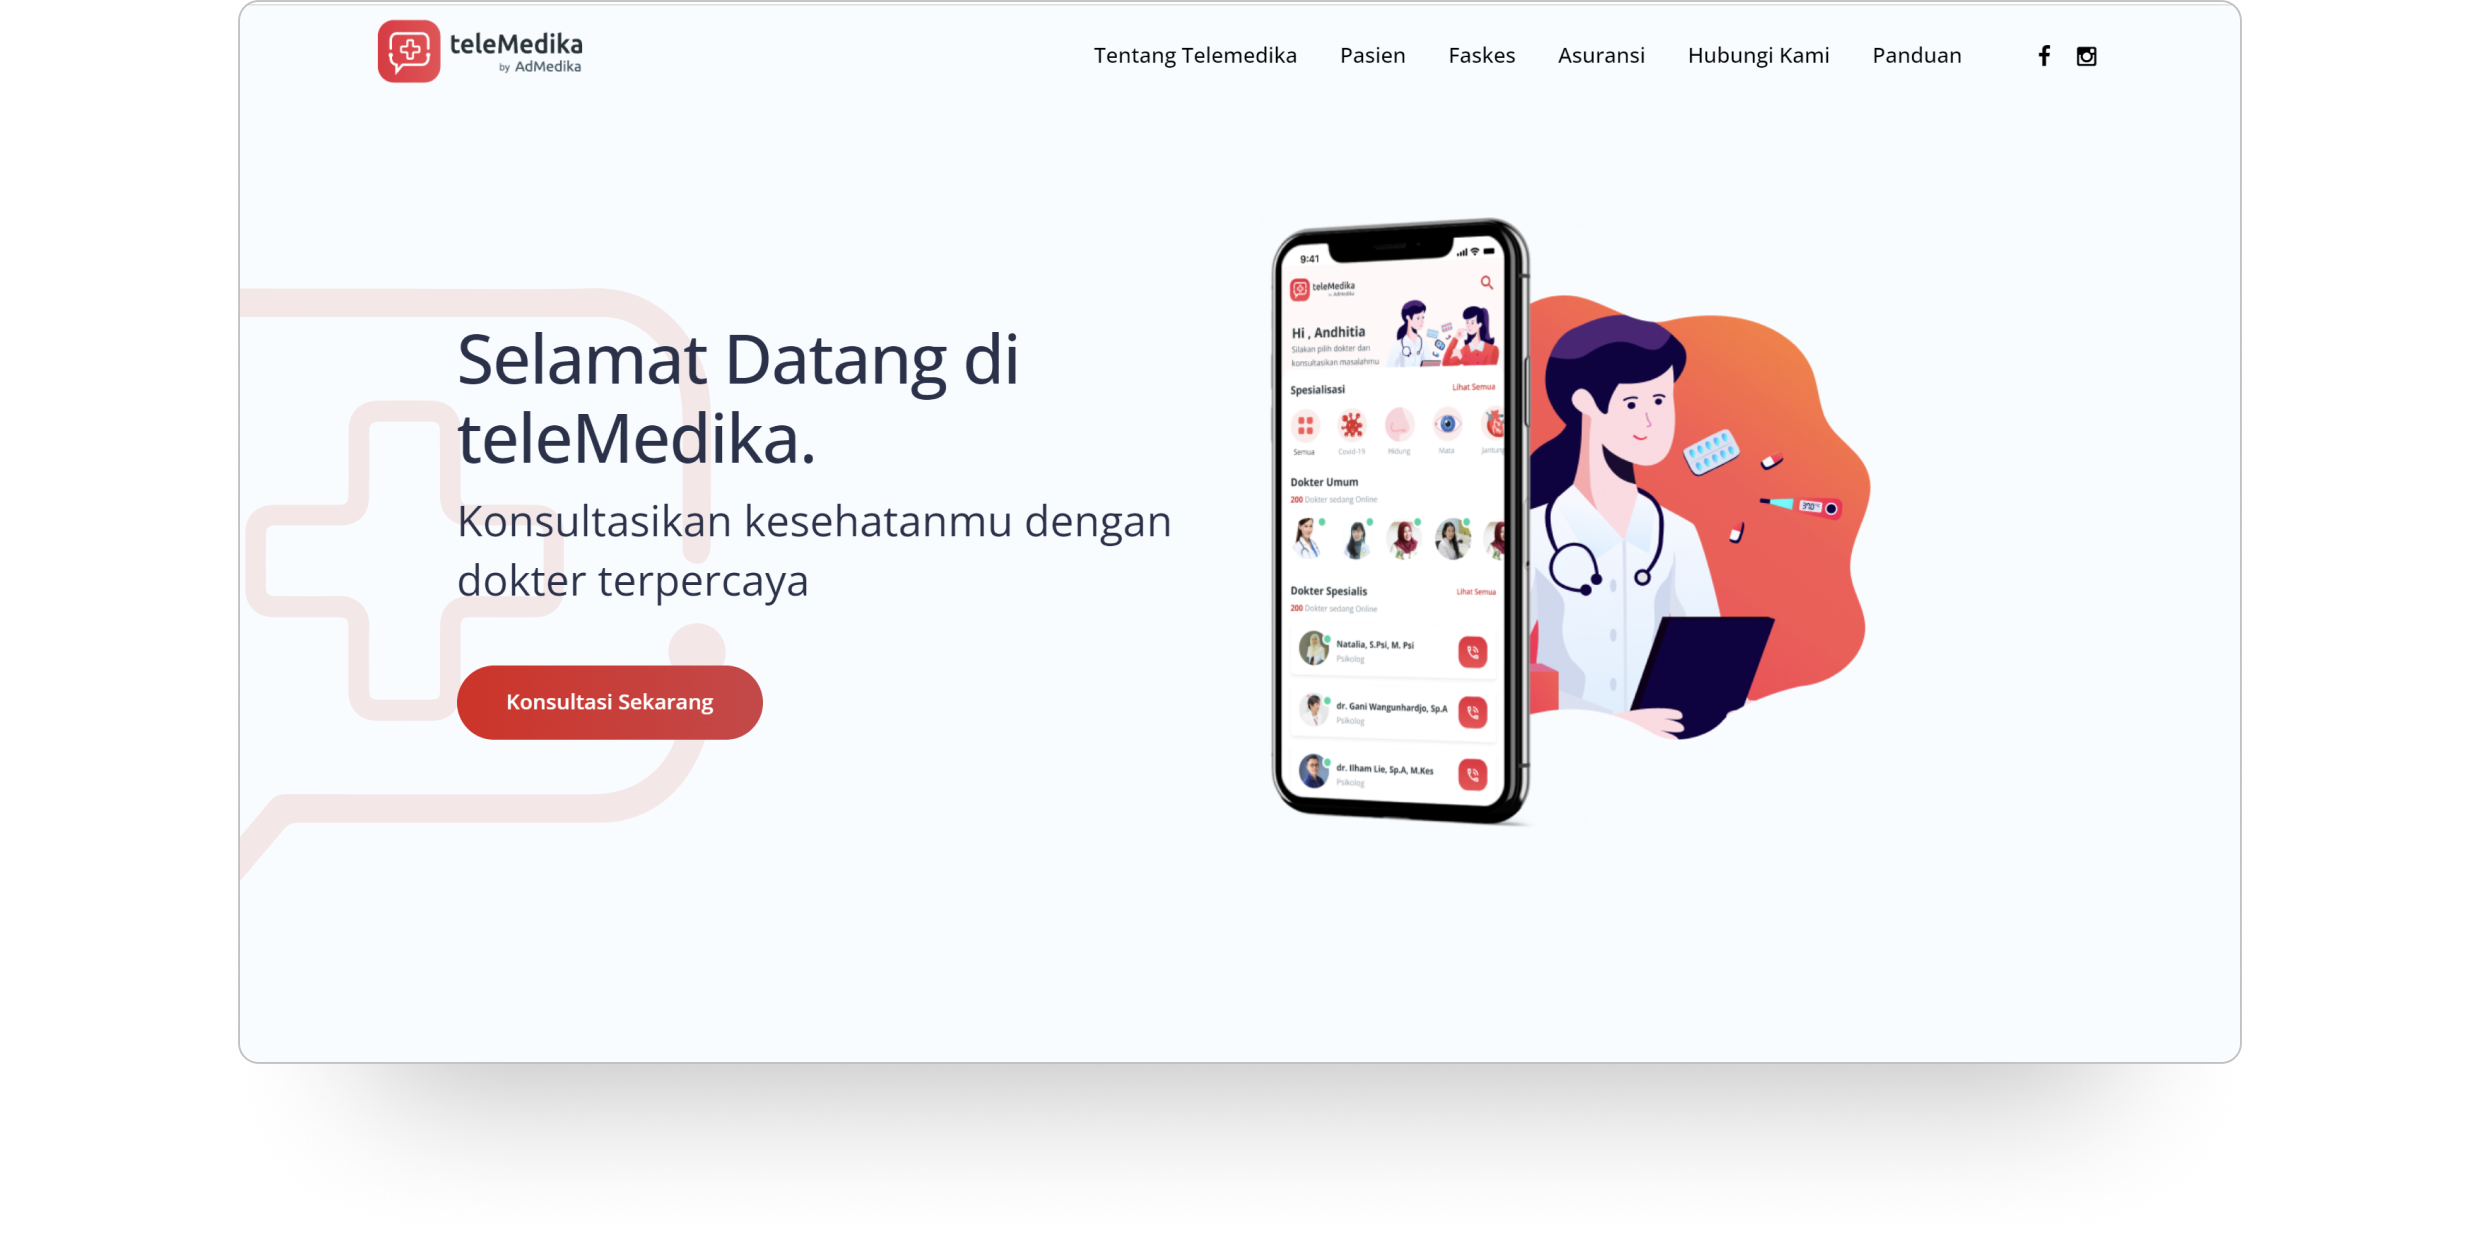 teleMedika
by AdMedika
Tentang Telemedika Pasien Faskes Asuransi Hubungi Kami Panduan
Selamat Datang di
teleMedika.
Konsultasikan kesehatanmu dengan
dokter terpercaya
Konsultasi Sekarang
9:41
teleMedika
by AdMedika
Hi , Andhitia
Silakan pilih dokter dan
konsultasikan masalahmu
Spesialisasi Lihat Semua
Semua Covid-19 Hidung Mata Jantung
Dokter Umum
200 Dokter sedang Online
Dokter Spesialis Lihat Semua
200 Dokter sedang Online
Natalia, S.Psi, M. Psi
Psikolog
dr. Gani Wangunhardjo, Sp.A
Psikolog
dr. Ilham Lie, Sp.A, M.Kes
Psikolog